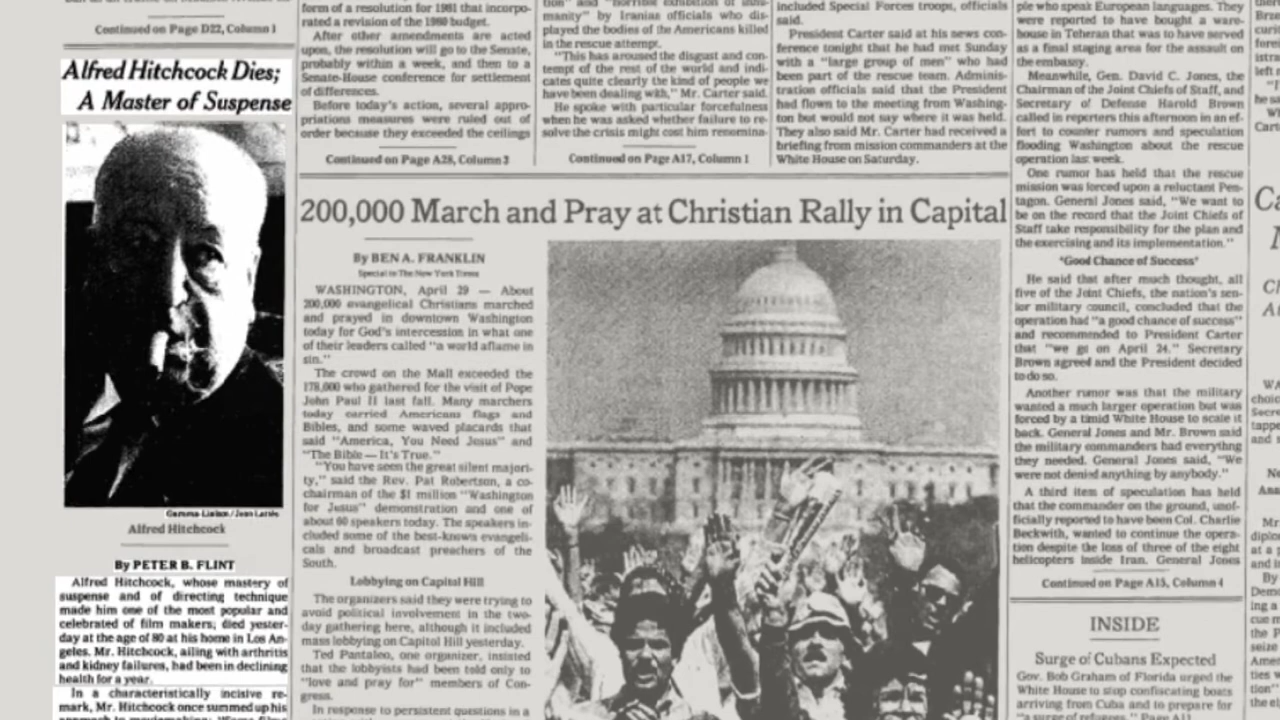 Continued on Page D22, Column 1
Alfred Hitchcock Dies;
A Master of Suspense
Gamma-Liaison/Jean Lattès
Alfred Hitchcock
By PETER B. FLINT
Alfred Hitchcock, whose mastery of
suspense and of directing technique
made him one of the most popular and
celebrated of film makers, died yester-
day at the age of 80 at his home in Los An-
geles. Mr. Hitchcock, ailing with arthritis
and kidney failures, had been in declining
health for a year.
In a characteristically incisive re-
mark, Mr. Hitchcock once summed up his
form of a resolution for 1981 that incorpo-
rated a revision of the 1980 budget.
After other amendments are acted
upon, the resolution will go to the Senate,
probably within a week, and then to a
Senate-House conference for settlement
of differences.
Before today's action, several appro-
priations measures were ruled out of
order because they exceeded the ceilings
Continued on Page A28, Column 3
manity" by Iranian officials who dis-
played the bodies of the Americans killed
in the rescue attempt.
"This has aroused the disgust and con-
tempt of the rest of the world and indi-
cates quite clearly the kind of people we
have been dealing with," Mr. Carter said.
He spoke with particular forcefulness
when he was asked whether failure to re-
solve the crisis might cost him renomina-
Continued on Page A17, Column 1
included Special Forces troops, officials
said.
President Carter said at his news con-
ference tonight that he had met Sunday
with a "large group of men" who had
been part of the rescue team. Adminis-
tration officials said that the President
had flown to the meeting from Washing-
ton but would not say where it was held.
They also said Mr. Carter had received a
briefing from mission commanders at the
White House on Saturday.
200,000 March and Pray at Christian Rally in Capital
By BEN A. FRANKLIN
Special to The New York Times
WASHINGTON, April 29 — About
200,000 evangelical Christians marched
and prayed in downtown Washington
today for God's intercession in what one
of their leaders called "a world aflame in
sin."
The crowd on the Mall exceeded the
178,000 who gathered for the visit of Pope
John Paul II last fall. Many marchers
today carried Americans flags and
Bibles, and some waved placards that
said "America, You Need Jesus" and
"The Bible — It's True."
"You have seen the great silent majori-
ty," said the Rev. Pat Robertson, a co-
chairman of the $1 million "Washington
for Jesus" demonstration and one of
about 60 speakers today. The speakers in-
cluded some of the best-known evangeli-
cals and broadcast preachers of the
South.
Lobbying on Capitol Hill
The organizers said they were trying to
avoid political involvement in the two-
day gathering here, although it included
mass lobbying on Capitol Hill yesterday.
Ted Pantaleo, one organizer, insisted
that the lobbyists had been told only to
"love and pray for" members of Con-
gress.
In response to persistent questions in a
ple who speak European languages. They
were reported to have bought a ware-
house in Teheran that was to have served
as a final staging area for the assault on
the embassy.
Meanwhile, Gen. David C. Jones, the
Chairman of the Joint Chiefs of Staff, and
Secretary of Defense Harold Brown
called in reporters this afternoon in an ef-
fort to counter rumors and speculation
flooding Washington about the rescue
operation last week.
One rumor has held that the rescue
mission was forced upon a reluctant Pen-
tagon. General Jones said, "We want to
be on the record that the Joint Chiefs of
Staff take responsibility for the plan and
the exercising and its implementation."
'Good Chance of Success'
He said that after much thought, all
five of the Joint Chiefs, the nation's sen-
ior military council, concluded that the
operation had "a good chance of success"
and recommended to President Carter
that "we go on April 24." Secretary
Brown agreed and the President decided
to do so.
Another rumor was that the military
wanted a much larger operation but was
forced by a timid White House to scale it
back. General Jones and Mr. Brown said
the military commanders had everythng
they needed. General Jones said, "We
were not denied anything by anybody."
A third item of speculation has held
that the commander on the ground, unof-
ficially reported to have been Col. Charlie
Beckwith, wanted to continue the opera-
tion despite the loss of three of the eight
helicopters inside Iran. General Jones
Continued on Page A15, Column 4
INSIDE
Surge of Cubans Expected
Gov. Bob Graham of Florida urged the
White House to stop confiscating boats
arriving from Cuba and to prepare for